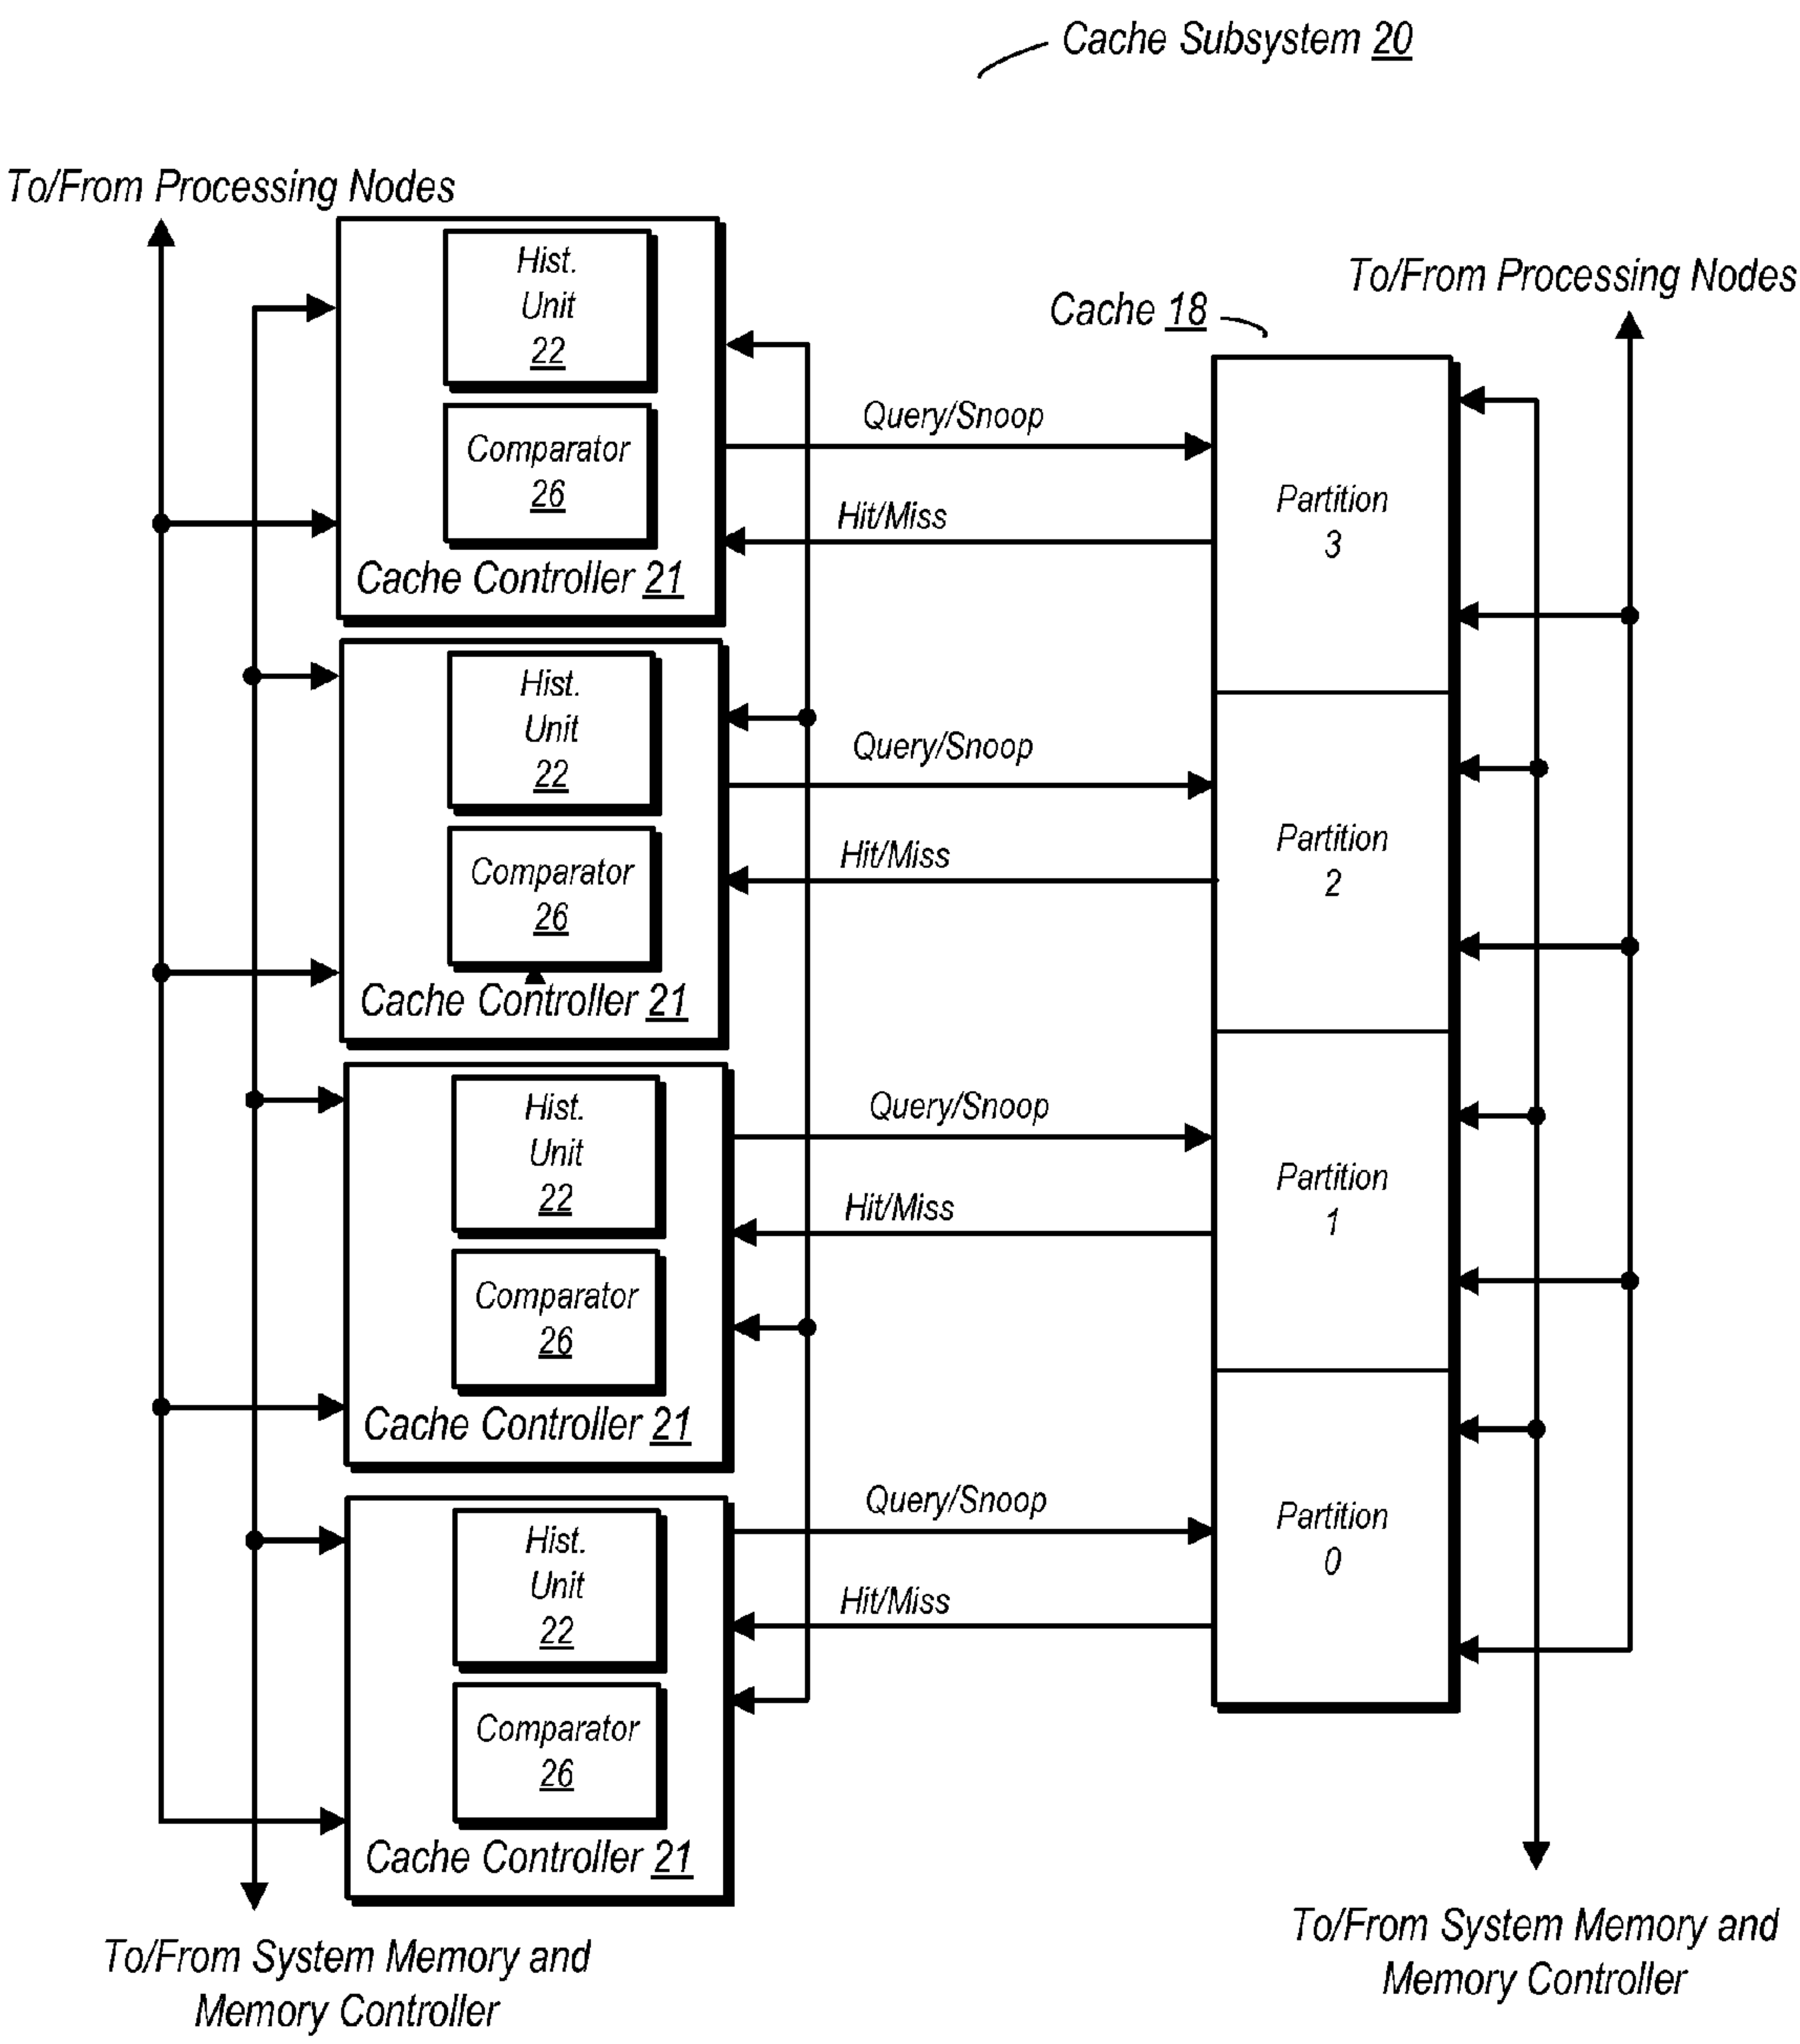 Cache Subsystem 20
To/From Processing Nodes
Hist.
Unit
22
Comparator
26
Cache Controller 21
Hist.
Unit
22
Comparator
26
Cache Controller 21
Hist.
Unit
22
Comparator
26
Cache Controller 21
Hist.
Unit
22
Comparator
26
Cache Controller 21
To/From System Memory and
Memory Controller
Query/Snoop
Hit/Miss
Query/Snoop
Hit/Miss
Query/Snoop
Hit/Miss
Query/Snoop
Hit/Miss
Cache 18
Partition
3
Partition
2
Partition
1
Partition
0
To/From Processing Nodes
To/From System Memory and
Memory Controller